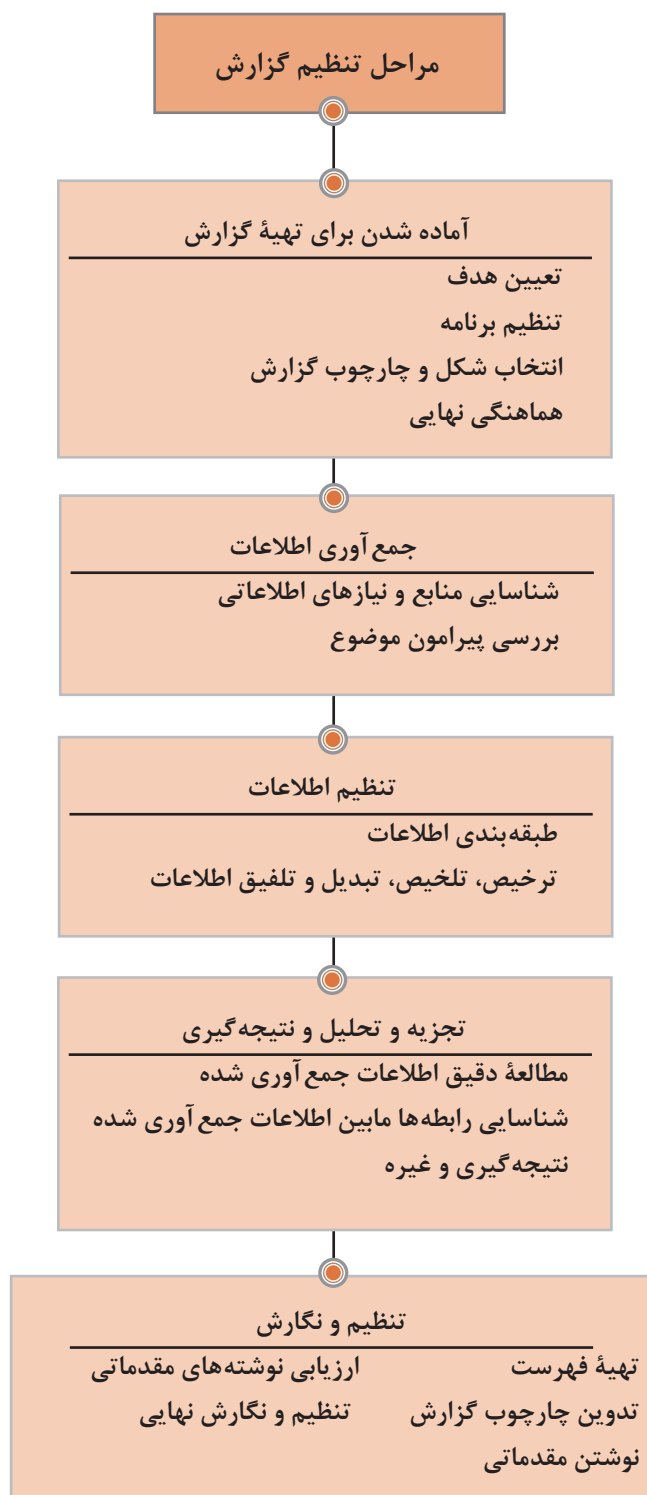 مراحل تنظیم گزارش
آماده شدن برای تهیهٔ گزارش
تعیین هدف
تنظیم برنامه
انتخاب شکل و چارچوب گزارش
هماهنگی نهایی
جمع‌آوری اطلاعات
شناسایی منابع و نیازهای اطلاعاتی
بررسی پیرامون موضوع
تنظیم اطلاعات
طبقه‌بندی اطلاعات
ترخیص، تلخیص، تبدیل و تلفیق اطلاعات
تجزیه و تحلیل و نتیجه‌گیری
مطالعهٔ دقیق اطلاعات جمع‌آوری شده
شناسایی رابطه‌ها مابین اطلاعات جمع‌آوری شده
نتیجه‌گیری و غیره
تنظیم و نگارش
تهیهٔ فهرست
تدوین چارچوب گزارش
نوشتن مقدماتی
ارزیابی نوشته‌های مقدماتی
تنظیم و نگارش نهایی